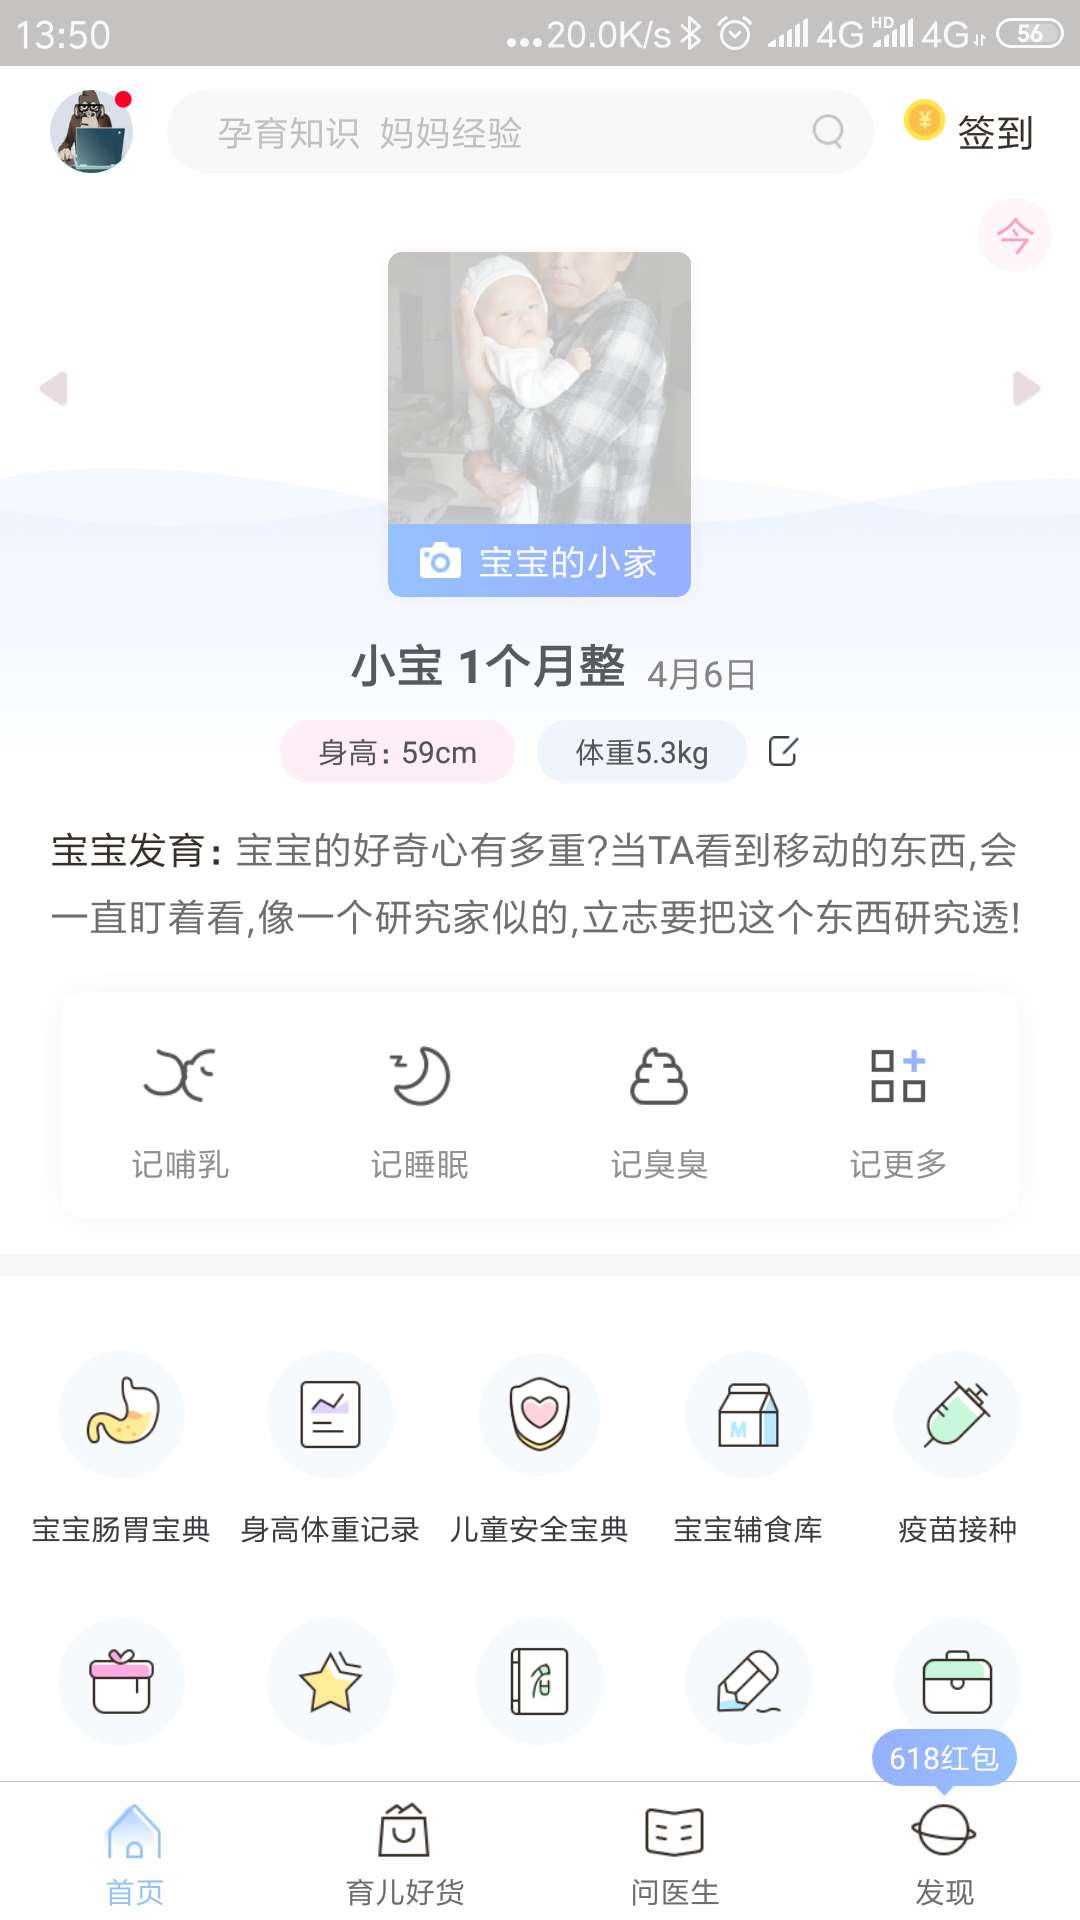 13:50
...20.0K/s 4G HD 4G 56
孕育知识 妈妈经验
¥ 签到
今
宝宝的小家
小宝 1个月整 4月6日
身高：59cm 体重5.3kg
宝宝发育：宝宝的好奇心有多重?当TA看到移动的东西,会
一直盯着看,像一个研究家似的,立志要把这个东西研究透!
记哺乳 记睡眠 记臭臭 记更多
M
宝宝肠胃宝典 身高体重记录 儿童安全宝典 宝宝辅食库 疫苗接种
618红包
首页 育儿好货 问医生 发现